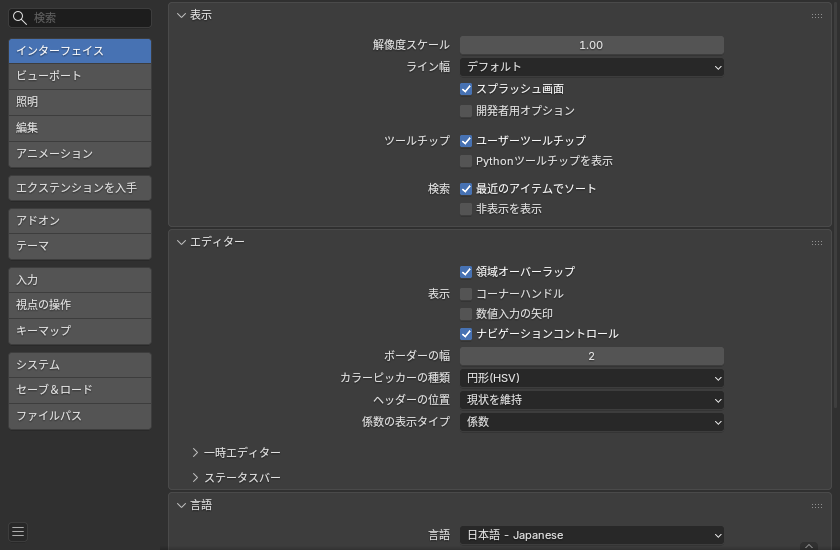 検索
インターフェイス
ビューポート
照明
編集
アニメーション
エクステンションを入手
アドオン
テーマ
入力
視点の操作
キーマップ
システム
セーブ＆ロード
ファイルパス
表示
解像度スケール 1.00
ライン幅 デフォルト
スプラッシュ画面
開発者用オプション
ツールチップ ユーザーツールチップ
Pythonツールチップを表示
検索 最近のアイテムでソート
非表示を表示
エディター
領域オーバーラップ
表示 コーナーハンドル
数値入力の矢印
ナビゲーションコントロール
ボーダーの幅 2
カラーピッカーの種類 円形(HSV)
ヘッダーの位置 現状を維持
係数の表示タイプ 係数
一時エディター
ステータスバー
言語
言語 日本語 - Japanese